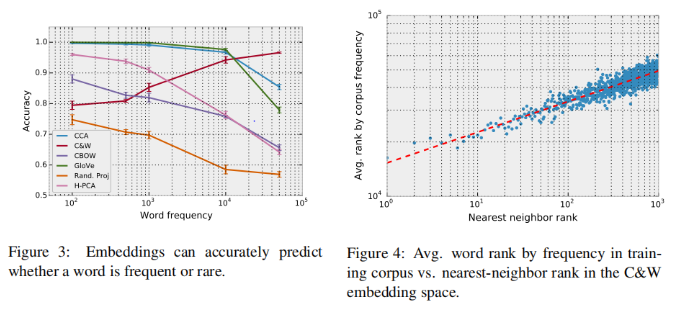 1.0
0.9
0.8
0.7
0.6
0.5
Accuracy
CCA
C&W
CBOW
GloVe
Rand. Proj
H-PCA
10^2
10^3
10^4
10^5
Word frequency
Figure 3: Embeddings can accurately predict
whether a word is frequent or rare.
10^5
10^4
Avg. rank by corpus frequency
10^0
10^1
10^2
10^3
Nearest neighbor rank
Figure 4: Avg. word rank by frequency in train-
ing corpus vs. nearest-neighbor rank in the C&W
embedding space.